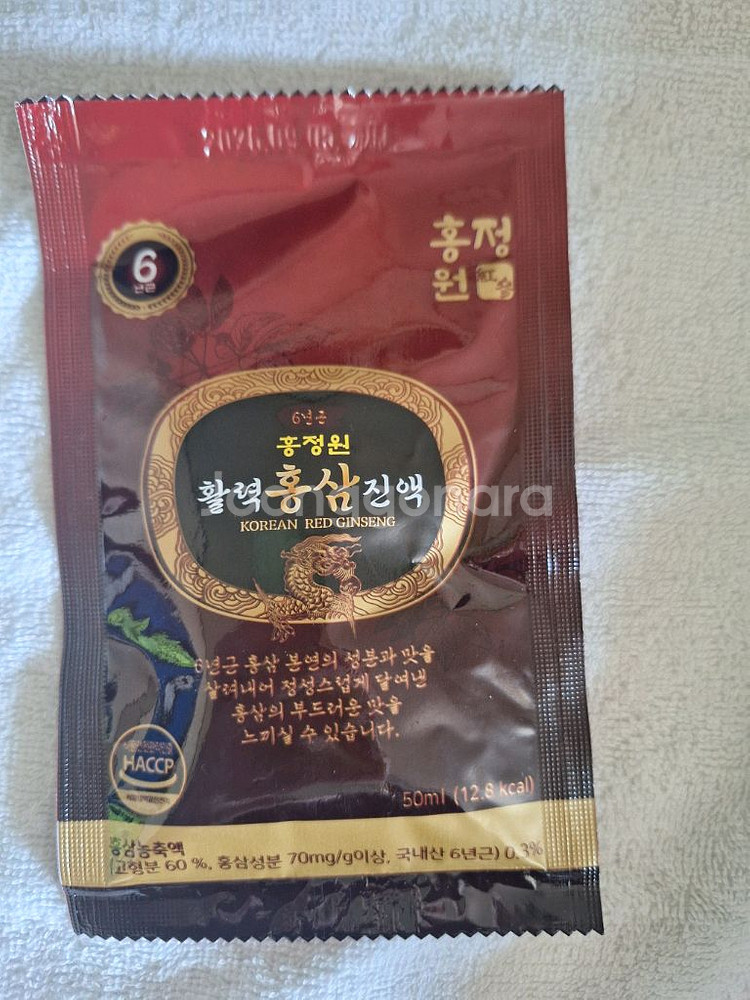 홍정
원
6
년근
6년근
홍정원
활력홍삼진액
KOREAN RED GINSENG
6년근 홍삼 본연의 성분과 맛을
살려내어 정성스럽게 달여낸
홍삼의 부드러운 맛을
느끼실 수 있습니다.
HACCP
50ml (12.8 kcal)
홍삼농축액
(고형분 60 %, 홍삼성분 70mg/g이상, 국내산 6년근) 0.3%